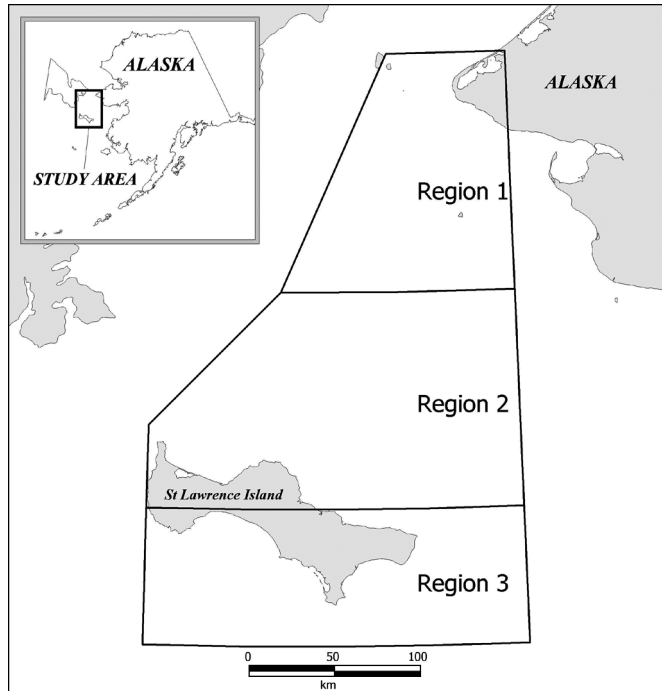 ALASKA
STUDY AREA
ALASKA
Region 1
Region 2
St Lawrence Island
Region 3
0 50 100
km